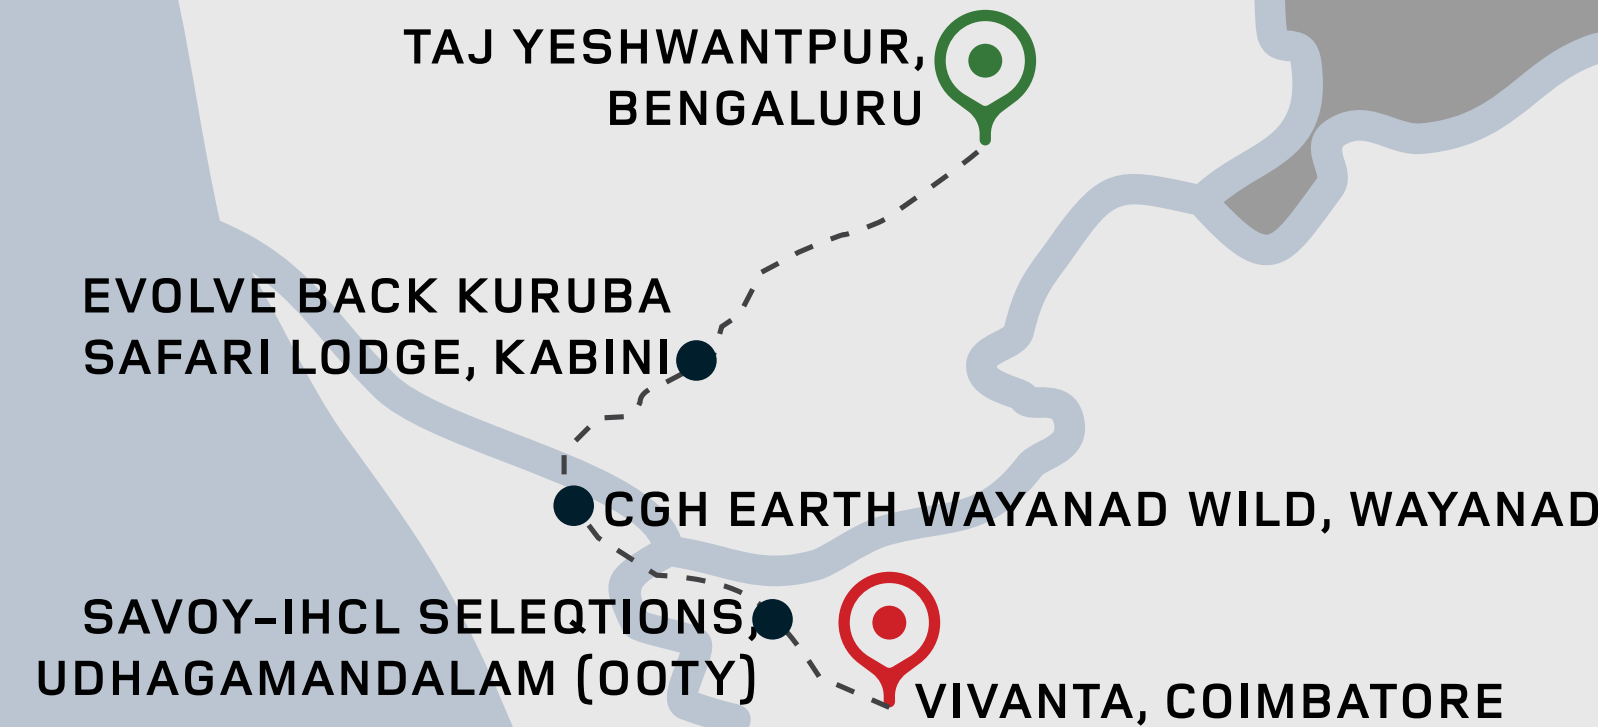 TAJ YESHWANTPUR,
BENGALURU
EVOLVE BACK KURUBA
SAFARI LODGE, KABINI
CGH EARTH WAYANAD WILD, WAYANAD
SAVOY–IHCL SELEQTIONS,
UDHAGAMANDALAM (OOTY)
VIVANTA, COIMBATORE